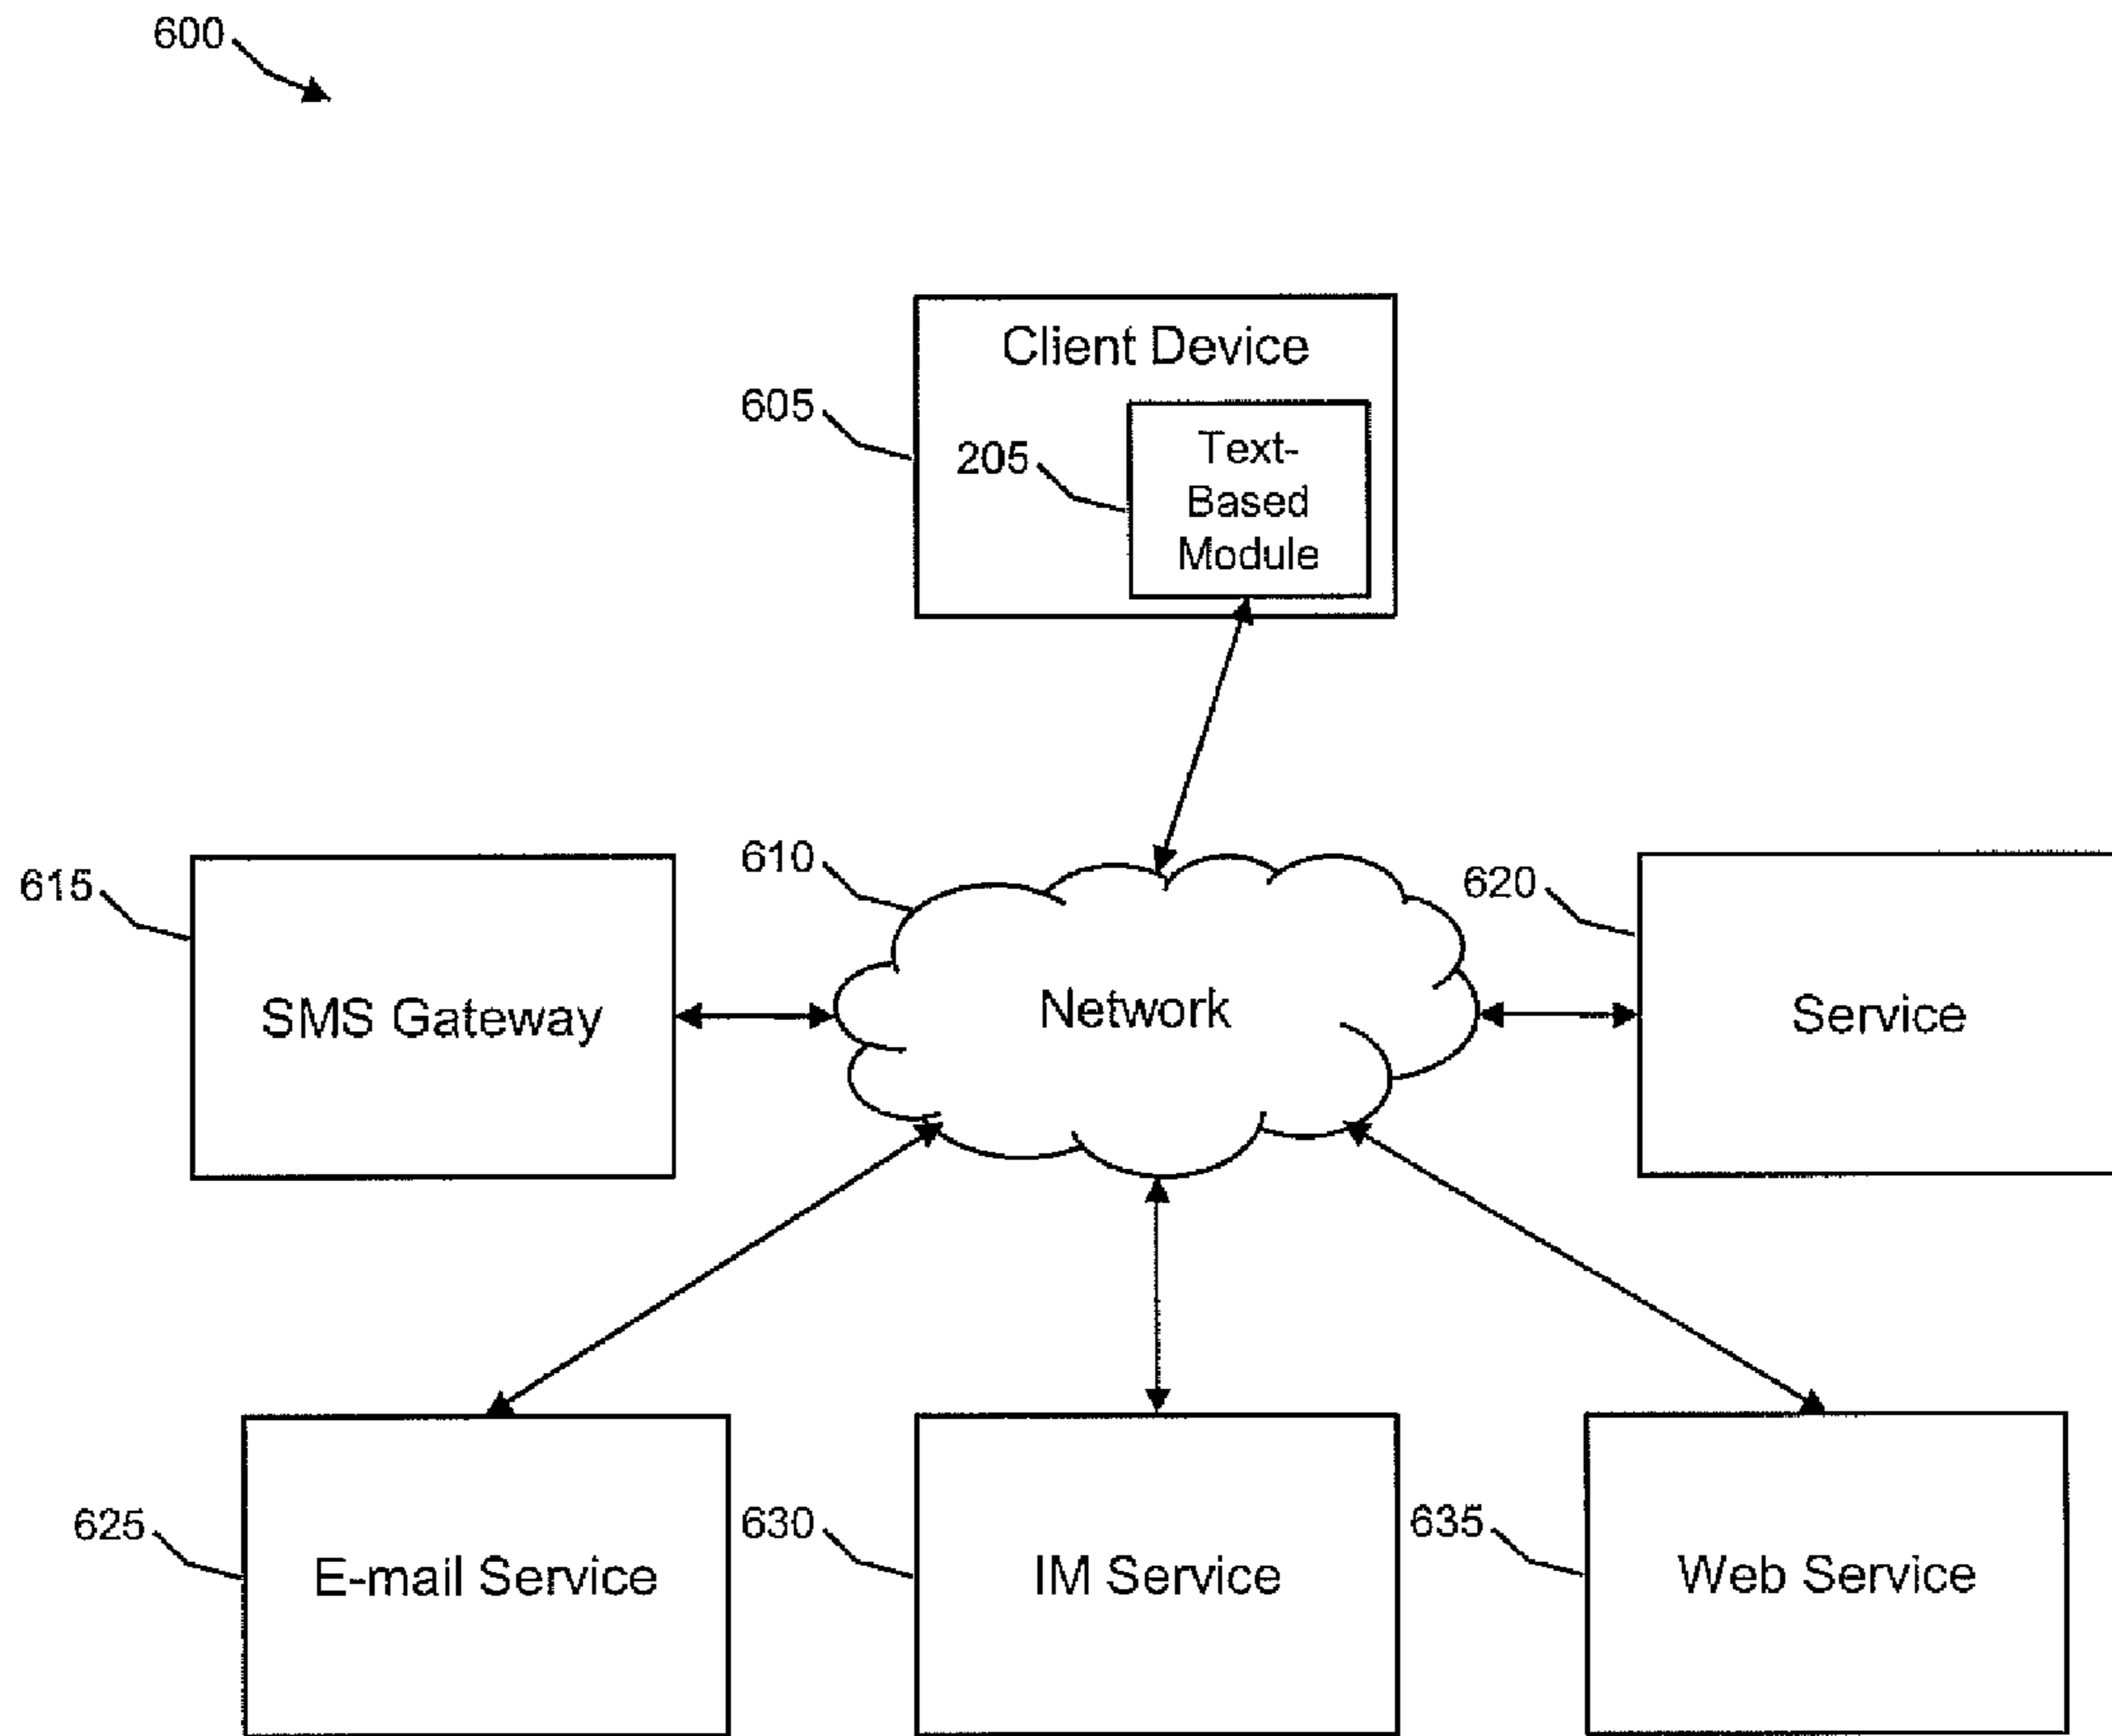 600
Client Device
605
205
Text-
Based
Module
610
615
620
SMS Gateway
Network
Service
625
630
635
E-mail Service
IM Service
Web Service